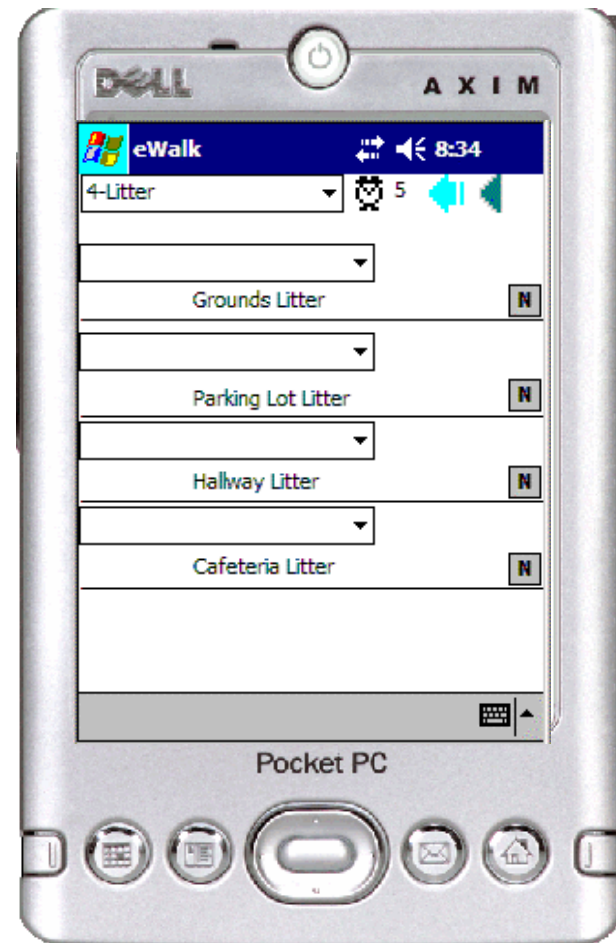 DELL
AXIM
eWalk 8:34
4-Litter 5
Grounds Litter N
Parking Lot Litter N
Hallway Litter N
Cafeteria Litter N
Pocket PC